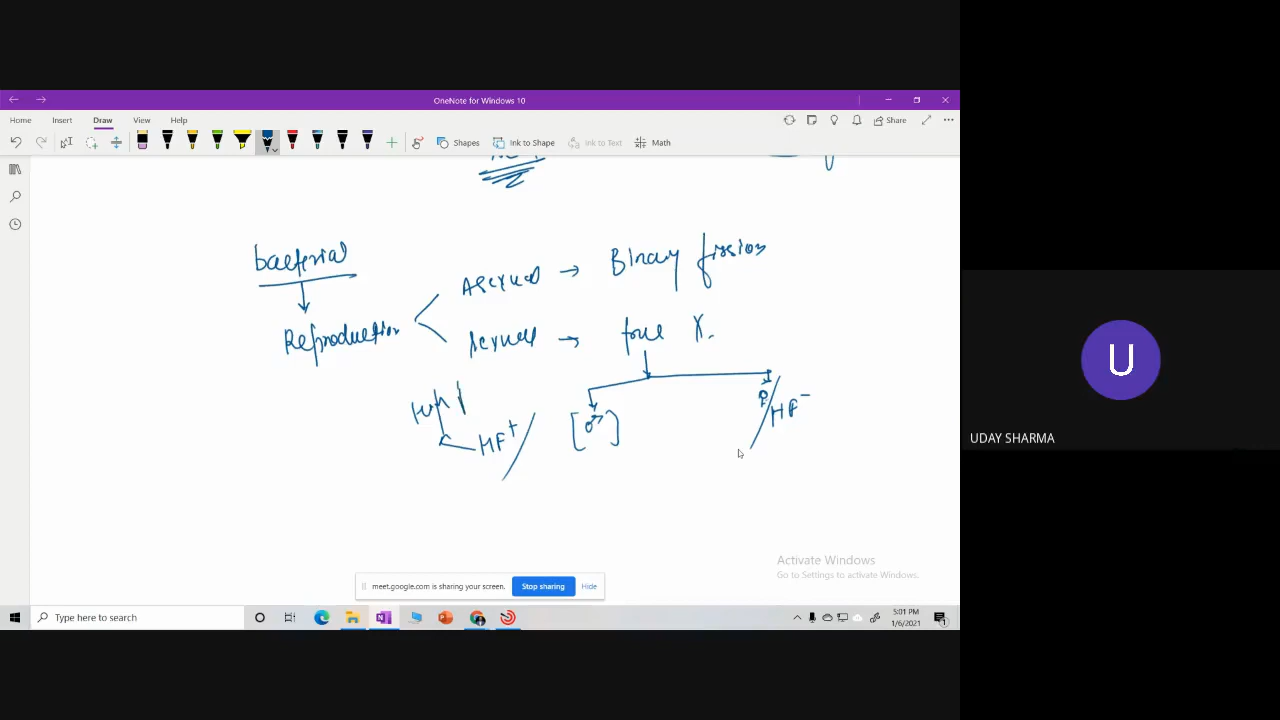 OneNote for Windows 10
Home Insert Draw View Help
Share
Shapes Ink to Shape Ink to Text Math
bacterial
Reproduction
Asexual → Binary fission
sexual → true X.
HF+
HF-
U
UDAY SHARMA
Activate Windows
Go to Settings to activate Windows.
meet.google.com is sharing your screen. Stop sharing Hide
Type here to search
5:01 PM
1/6/2021